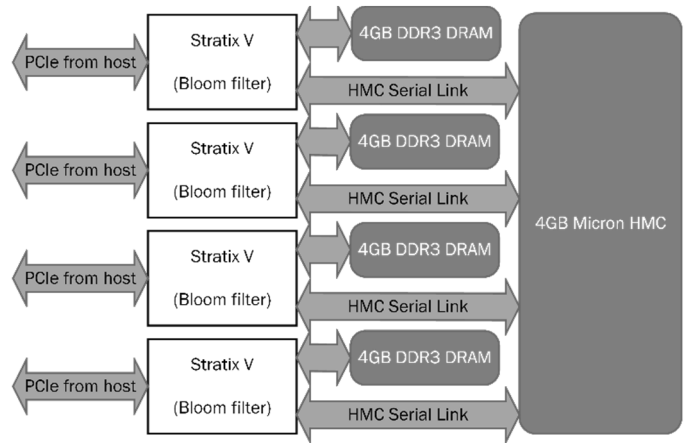 Stratix V
4GB DDR3 DRAM
PCIe from host
(Bloom filter)
HMC Serial Link
Stratix V
4GB DDR3 DRAM
PCIe from host
(Bloom filter)
HMC Serial Link
4GB Micron HMC
Stratix V
4GB DDR3 DRAM
PCIe from host
(Bloom filter)
HMC Serial Link
Stratix V
4GB DDR3 DRAM
PCIe from host
(Bloom filter)
HMC Serial Link